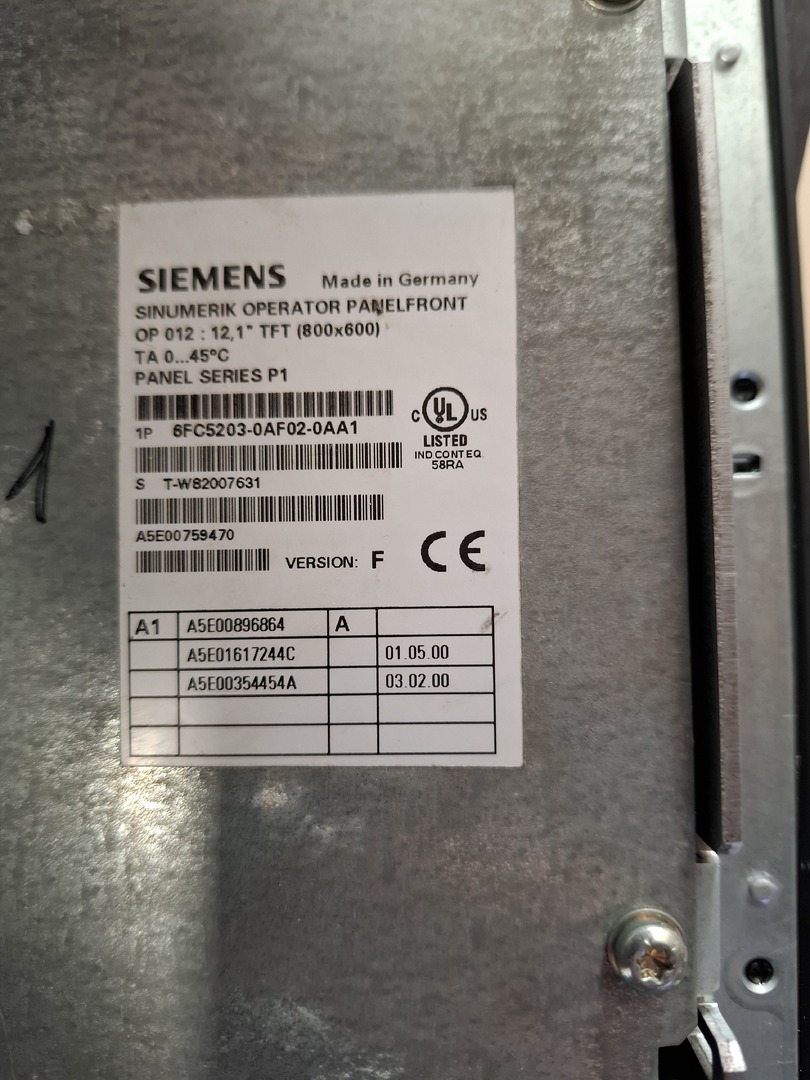 SIEMENS Made in Germany
SINUMERIK OPERATOR PANELFRONT
OP 012 : 12,1" TFT (800x600)
TA 0...45°C
PANEL SERIES P1
1P 6FC5203-0AF02-0AA1
C UL US
LISTED
IND CONT EQ.
58RA
S T-W82007631
A5E00759470
VERSION: F CE
A1 A5E00896864 A
A5E01617244C 01.05.00
A5E00354454A 03.02.00
1